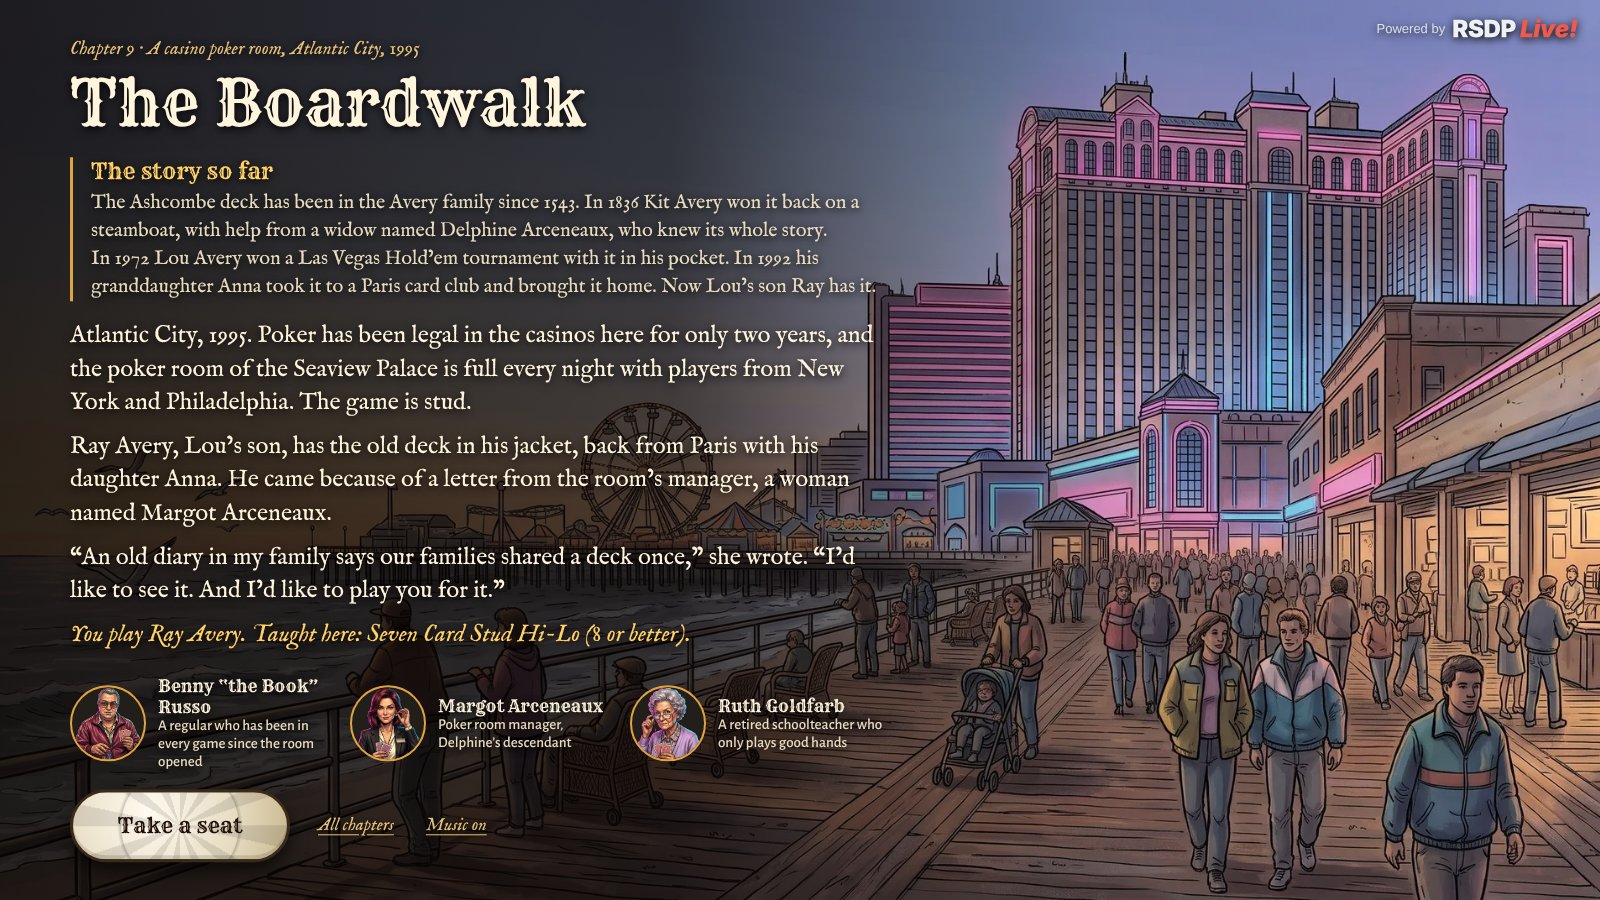 Powered by RSDP Live!
Chapter 9 · A casino poker room, Atlantic City, 1995
The Boardwalk
The story so far
The Ashcombe deck has been in the Avery family since 1543. In 1836 Kit Avery won it back on a
steamboat, with help from a widow named Delphine Arceneaux, who knew its whole story.
In 1972 Lou Avery won a Las Vegas Hold’em tournament with it in his pocket. In 1992 his
granddaughter Anna took it to a Paris card club and brought it home. Now Lou’s son Ray has it.
Atlantic City, 1995. Poker has been legal in the casinos here for only two years, and
the poker room of the Seaview Palace is full every night with players from New
York and Philadelphia. The game is stud.
Ray Avery, Lou’s son, has the old deck in his jacket, back from Paris with his
daughter Anna. He came because of a letter from the room’s manager, a woman
named Margot Arceneaux.
“An old diary in my family says our families shared a deck once,” she wrote. “I’d
like to see it. And I’d like to play you for it.”
You play Ray Avery. Taught here: Seven Card Stud Hi-Lo (8 or better).
Benny “the Book”
Russo
A regular who has been in
every game since the room
opened
Margot Arceneaux
Poker room manager,
Delphine’s descendant
Ruth Goldfarb
A retired schoolteacher who
only plays good hands
Take a seat
All chapters
Music on